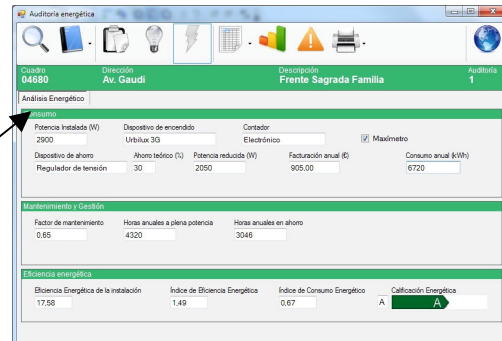 Auditoría energética
Cuadro Dirección Descripción Auditoría
04680 Av. Gaudi Frente Sagrada Familia 1
Análisis Energético
Consumo
Potencia Instalada (W) Dispositivo de encendido Contador
2900 Urbilux 3G Electrónico Maxímetro
Dispositivo de ahorro Ahorro teórico (%) Potencia reducida (W) Facturación anual (€) Consumo anual (kWh)
Regulador de tensión 30 2050 905,00 6720
Mantenimiento y Gestión
Factor de mantenimiento Horas anuales a plena potencia Horas anuales en ahorro
0,65 4320 3046
Eficiencia energética
Eficiencia Energética de la instalación Índice de Eficiencia Energética Índice de Consumo Energético Calificación Energética
17,58 1,49 0,67 A A